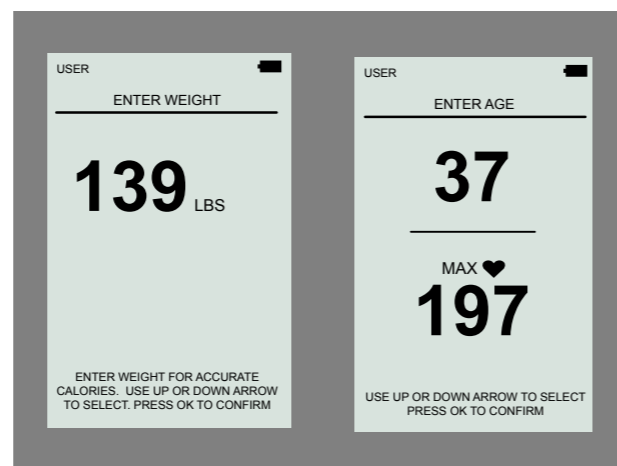 USER
ENTER WEIGHT
139 LBS
ENTER WEIGHT FOR ACCURATE
CALORIES.  USE UP OR DOWN ARROW
TO SELECT. PRESS OK TO CONFIRM
USER
ENTER AGE
37
MAX
197
USE UP OR DOWN ARROW TO SELECT
PRESS OK TO CONFIRM